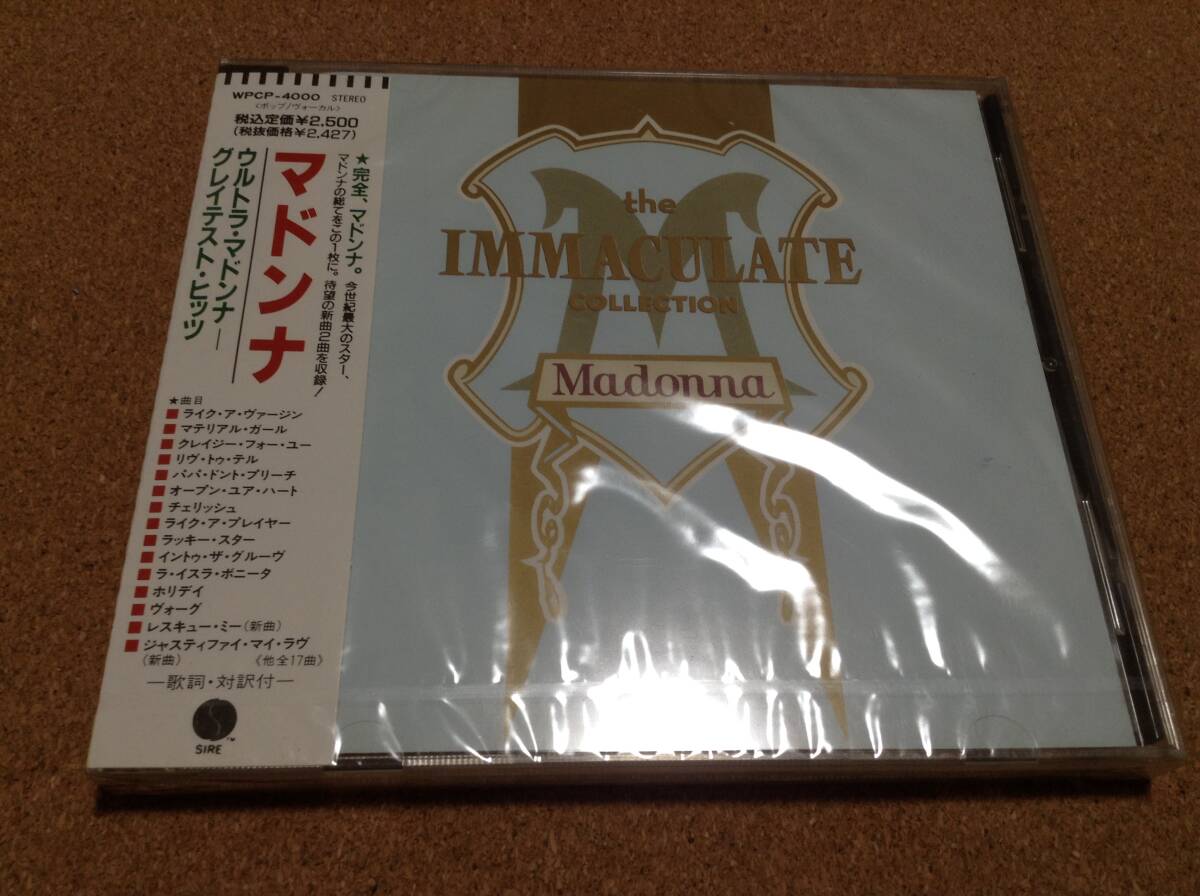 WPCP-4000 STEREO
〈ポップ/ヴォーカル〉
税込定価¥2,500
(税抜価格¥2,427)
★完全、マドンナ。今世紀最大のスター、
マドンナの総てをこの1枚に。待望の新曲2曲を収録!
マドンナ
ウルトラ・マドンナ―
グレイテスト・ヒッツ
★曲目
■ライク・ア・ヴァージン
■マテリアル・ガール
■クレイジー・フォー・ユー
■リヴ・トゥ・テル
■パパ・ドント・プリーチ
■オープン・ユア・ハート
■チェリッシュ
■ライク・ア・プレイヤー
■ラッキー・スター
■イントゥ・ザ・グルーヴ
■ラ・イスラ・ボニータ
■ホリデイ
■ヴォーグ
■レスキュー・ミー(新曲)
■ジャスティファイ・マイ・ラヴ
(新曲) 《他全17曲》
―歌詞・対訳付―
SIRE ™
the
IMMACULATE
COLLECTION
Madonna